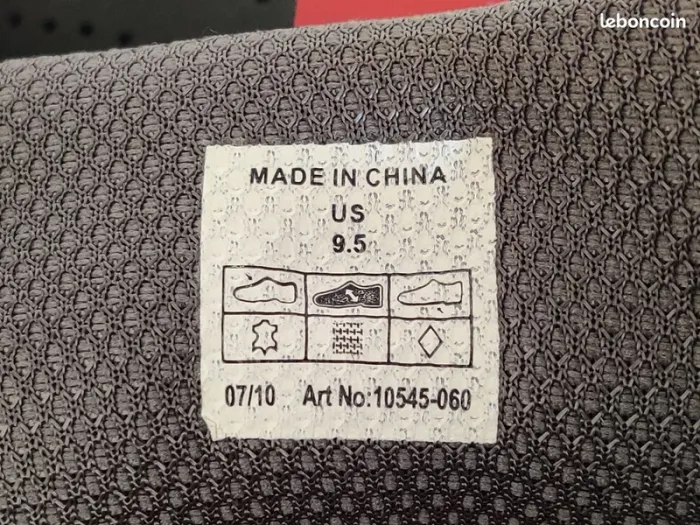 leboncoin
MADE IN CHINA
US
9.5
07/10 Art No:10545-060